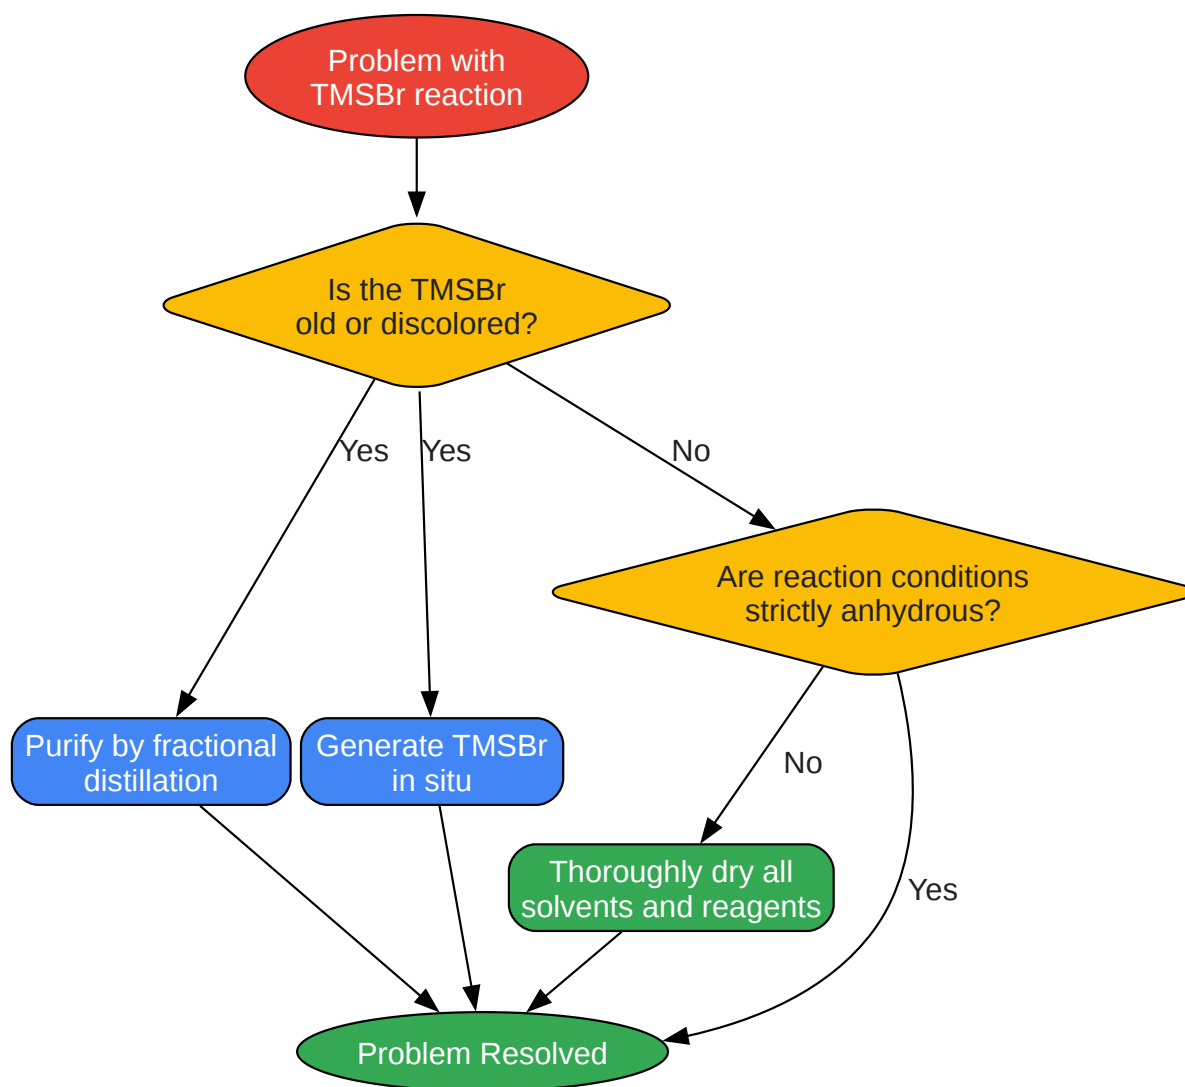 Problem with
TMSBr reaction
Is the TMSBr
old or discolored?
Yes
Yes
No
Are reaction conditions
strictly anhydrous?
Purify by fractional
distillation
Generate TMSBr
in situ
No
Thoroughly dry all
solvents and reagents
Yes
Problem Resolved